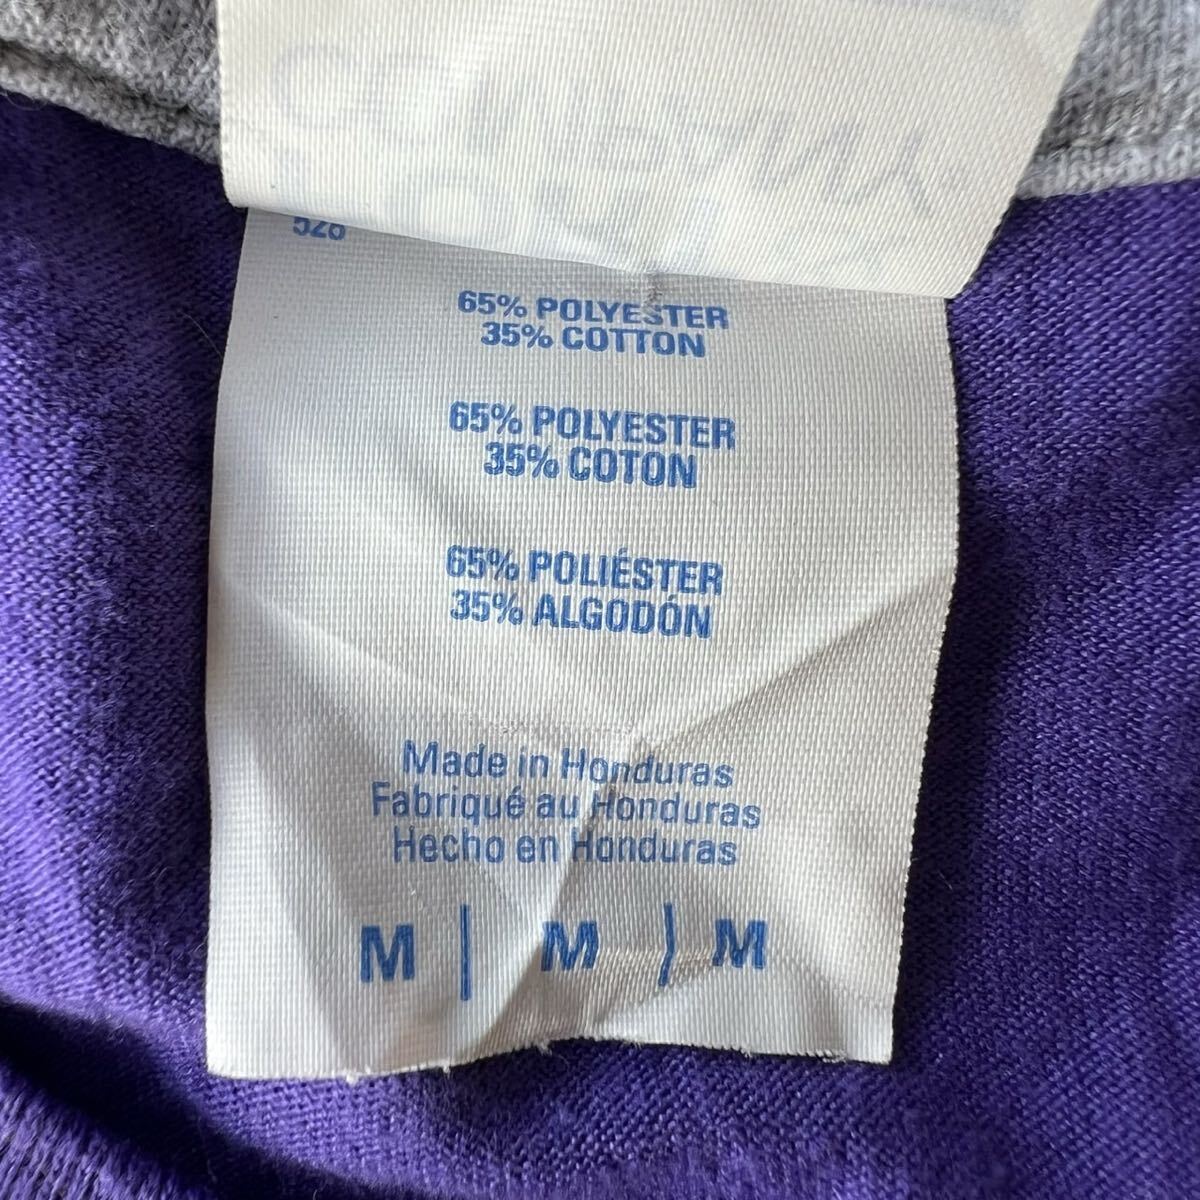 65% POLYESTER
35% COTTON
65% POLYESTER
35% COTON
65% POLIÉSTER
35% ALGODÓN
Made in Honduras
Fabriqué au Honduras
Hecho en Honduras
M | M | M